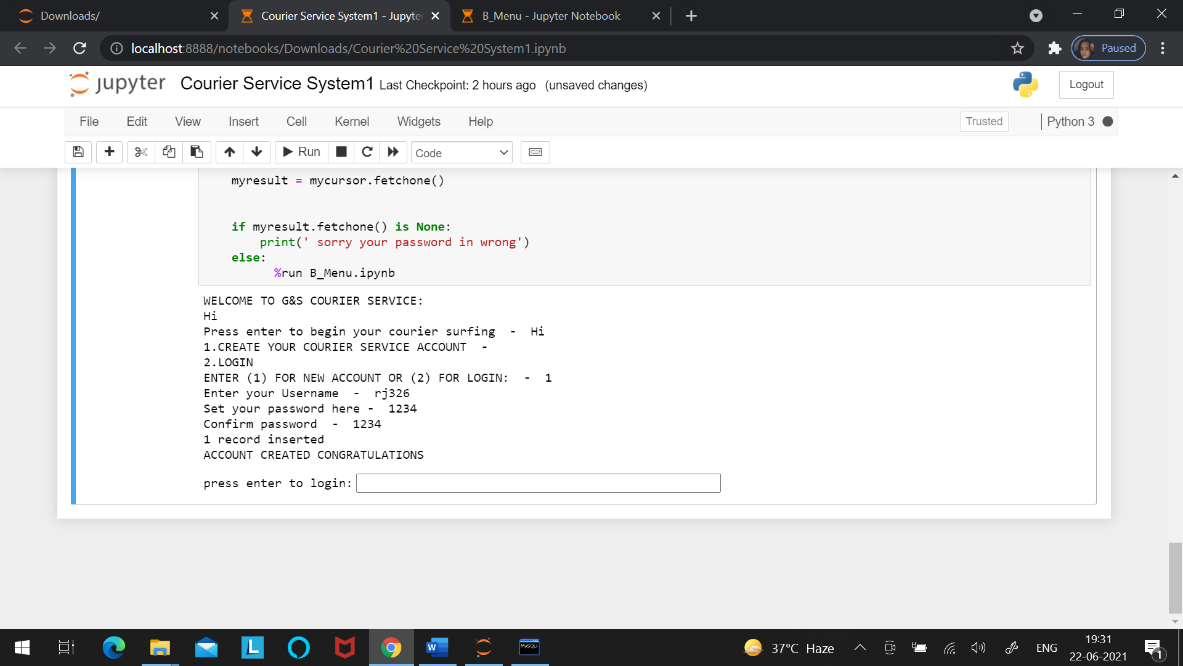 Downloads/
Courier Service System1 - Jupyte
B_Menu - Jupyter Notebook
localhost:8888/notebooks/Downloads/Courier%20Service%20System1.ipynb
Paused
jupyter Courier Service System1 Last Checkpoint: 2 hours ago (unsaved changes)
Logout
File Edit View Insert Cell Kernel Widgets Help
Trusted
Python 3
Run
Code
myresult = mycursor.fetchone()
if myresult.fetchone() is None:
print(' sorry your password in wrong')
else:
%run B_Menu.ipynb
WELCOME TO G&S COURIER SERVICE:
Hi
Press enter to begin your courier surfing - Hi
1.CREATE YOUR COURIER SERVICE ACCOUNT -
2.LOGIN
ENTER (1) FOR NEW ACCOUNT OR (2) FOR LOGIN: - 1
Enter your Username - rj326
Set your password here - 1234
Confirm password - 1234
1 record inserted
ACCOUNT CREATED CONGRATULATIONS
press enter to login:
L
W
MySQL
37°C Haze
ENG
19:31
22-06-2021
1